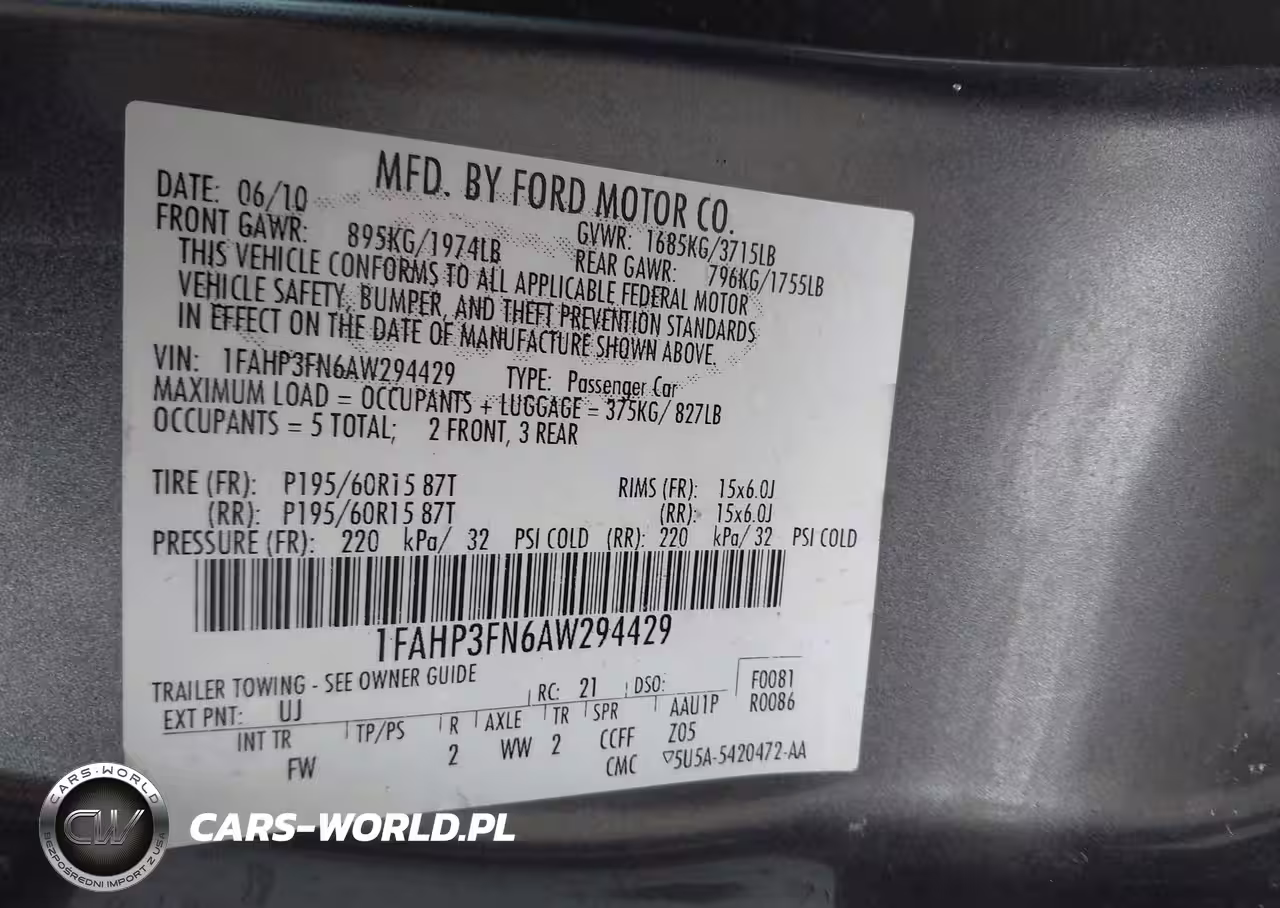 MFD. BY FORD MOTOR CO.
DATE: 06/10 GVWR: 1685KG/3715LB
FRONT GAWR: 895KG/1974LB REAR GAWR: 796KG/1755LB
THIS VEHICLE CONFORMS TO ALL APPLICABLE FEDERAL MOTOR
VEHICLE SAFETY, BUMPER, AND THEFT PREVENTION STANDARDS
IN EFFECT ON THE DATE OF MANUFACTURE SHOWN ABOVE.
VIN: 1FAHP3FN6AW294429 TYPE: Passenger Car
MAXIMUM LOAD = OCCUPANTS + LUGGAGE = 375KG/ 827LB
OCCUPANTS = 5 TOTAL; 2 FRONT, 3 REAR
TIRE (FR): P195/60R15 87T RIMS (FR): 15x6.0J
(RR): P195/60R15 87T (RR): 15x6.0J
PRESSURE (FR): 220 kPa/ 32 PSI COLD (RR): 220 kPa/ 32 PSI COLD
1FAHP3FN6AW294429
TRAILER TOWING - SEE OWNER GUIDE
EXT PNT: UJ RC: 21 DSO: F0081
R0086
INT TR TP/PS R AXLE TR SPR AAU1P
FW 2 WW 2 CCFF Z05
CMC 5U5A-5420472-AA
CARS-WORLD
CW
BEZPOŚREDNI IMPORT Z USA
CARS-WORLD.PL